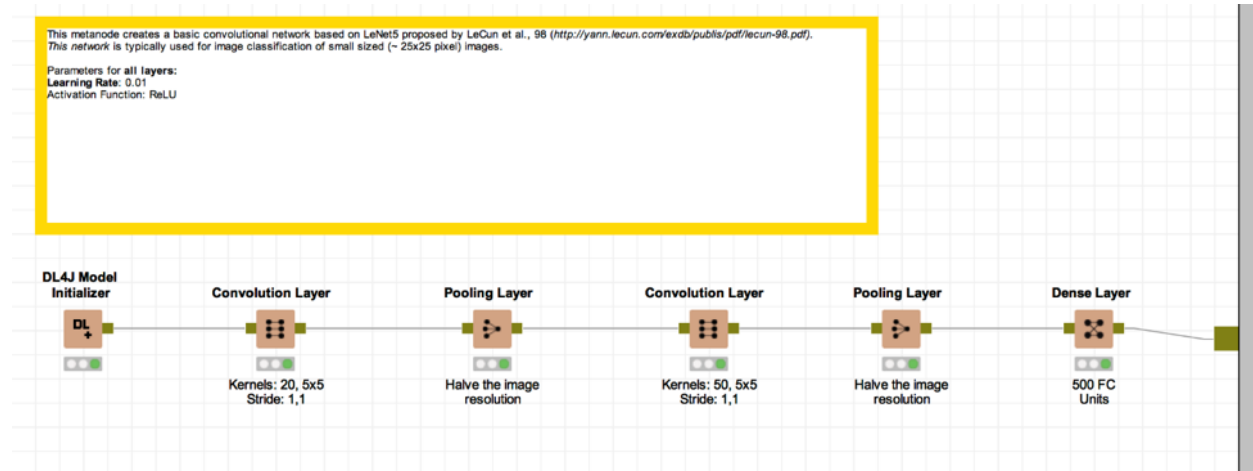 This metanode creates a basic convolutional network based on LeNet5 proposed by LeCun et al., 98 (http://yann.lecun.com/exdb/publis/pdf/lecun-98.pdf).
This network is typically used for image classification of small sized (~ 25x25 pixel) images.
Parameters for all layers:
Learning Rate: 0.01
Activation Function: ReLU
DL4J Model
Initializer
Convolution Layer
Pooling Layer
Convolution Layer
Pooling Layer
Dense Layer
DL
Kernels: 20, 5x5
Stride: 1,1
Halve the image
resolution
Kernels: 50, 5x5
Stride: 1,1
Halve the image
resolution
500 FC
Units